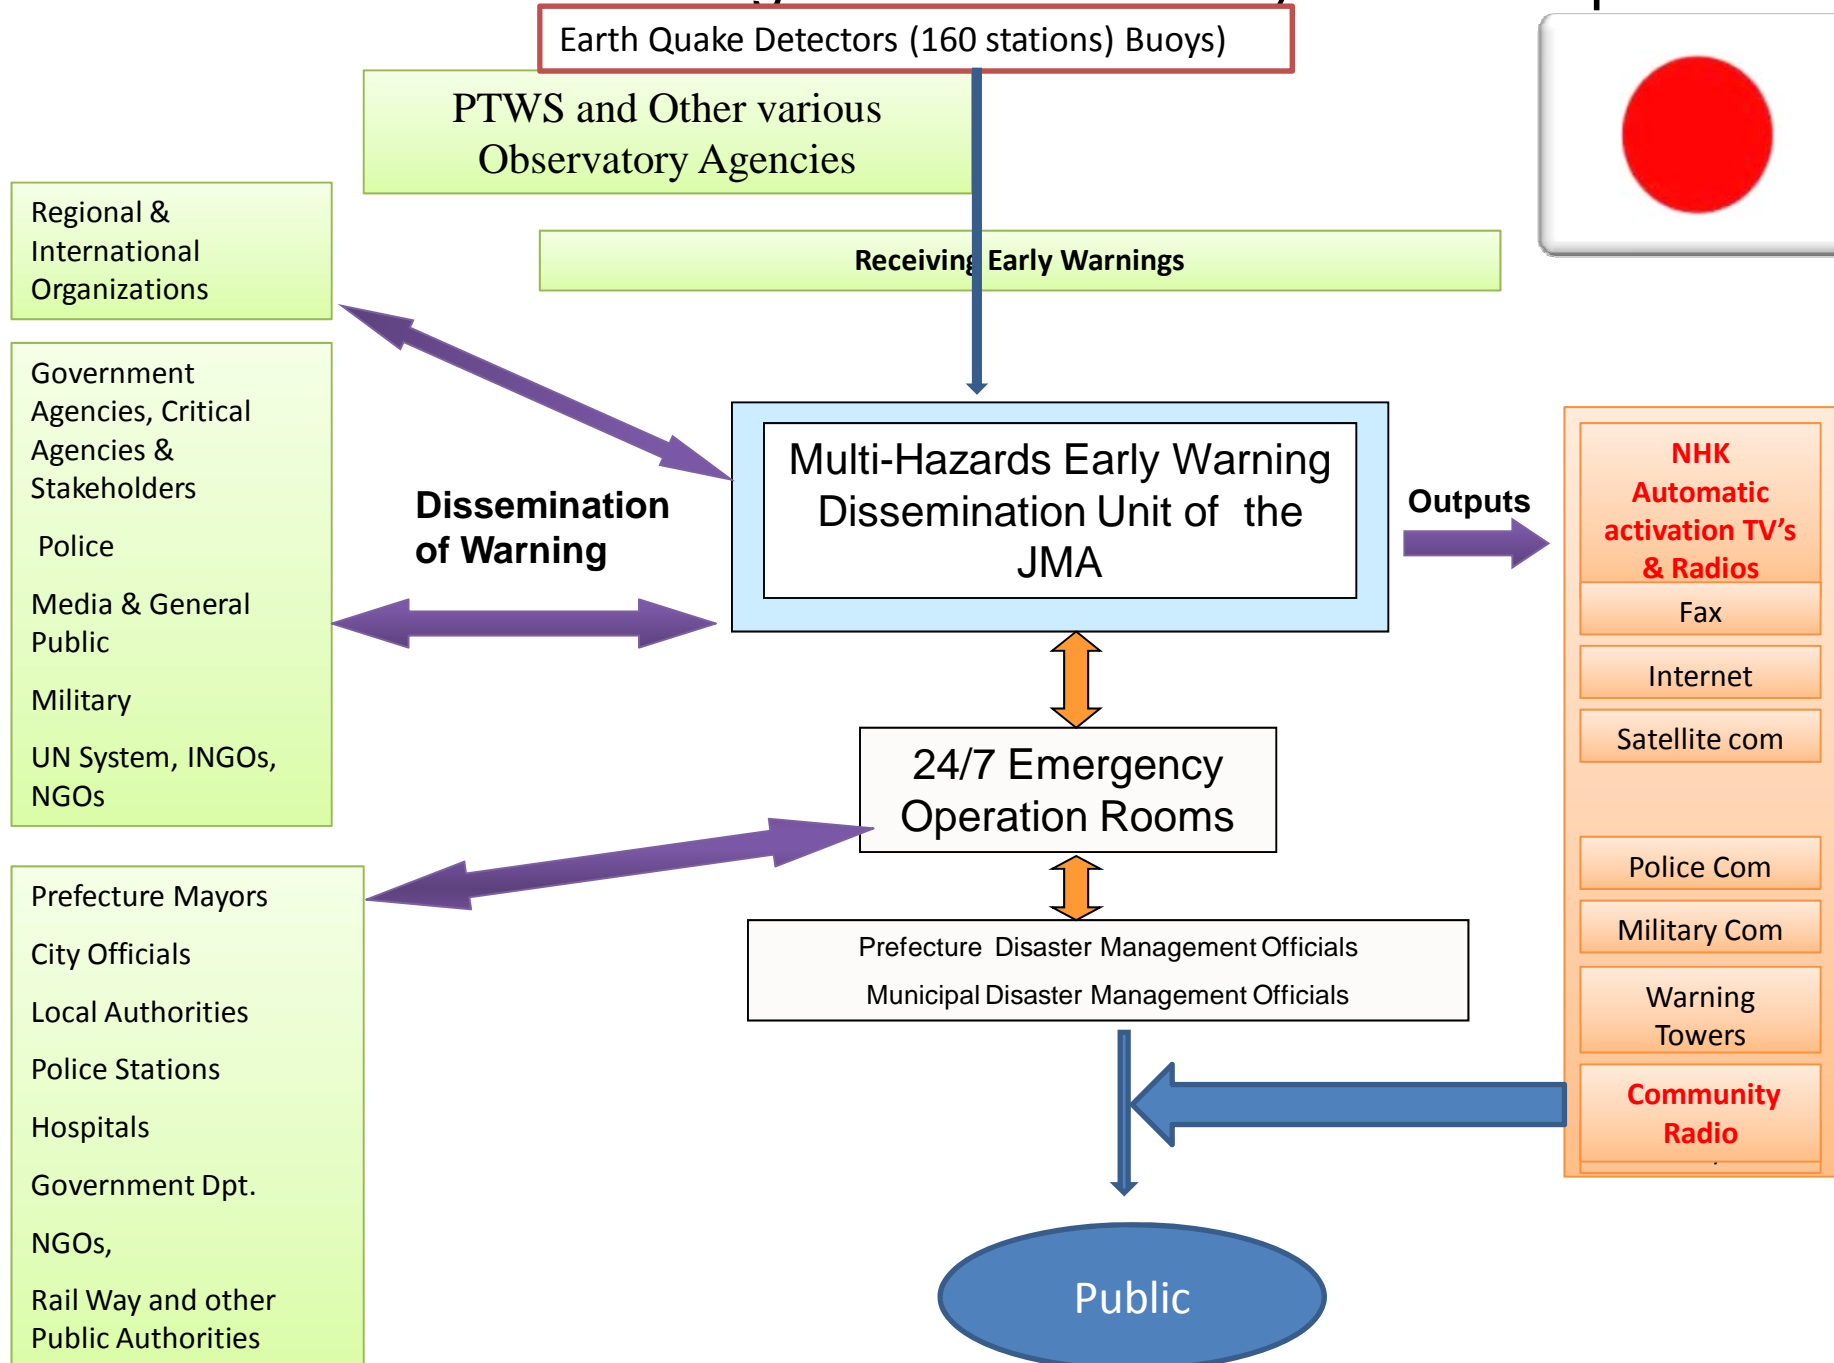 Earth Quake Detectors (160 stations) Buoys)
PTWS and Other various
Observatory Agencies
Receiving Early Warnings
Regional &
International
Organizations
Government
Agencies, Critical
Agencies &
Stakeholders
Police
Media & General
Public
Military
UN System, INGOs,
NGOs
Dissemination
of Warning
Multi-Hazards Early Warning
Dissemination Unit of the
JMA
Outputs
NHK
Automatic
activation TV’s
& Radios
Fax
Internet
Satellite com
Police Com
Military Com
Warning
Towers
Community
Radio
24/7 Emergency
Operation Rooms
Prefecture Disaster Management Officials
Municipal Disaster Management Officials
Prefecture Mayors
City Officials
Local Authorities
Police Stations
Hospitals
Government Dpt.
NGOs,
Rail Way and other
Public Authorities
Public